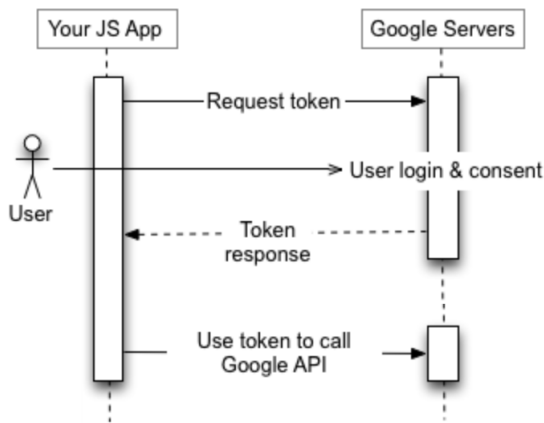 Your JS App
Google Servers
Request token
User login & consent
User
Token
response
Use token to call
Google API